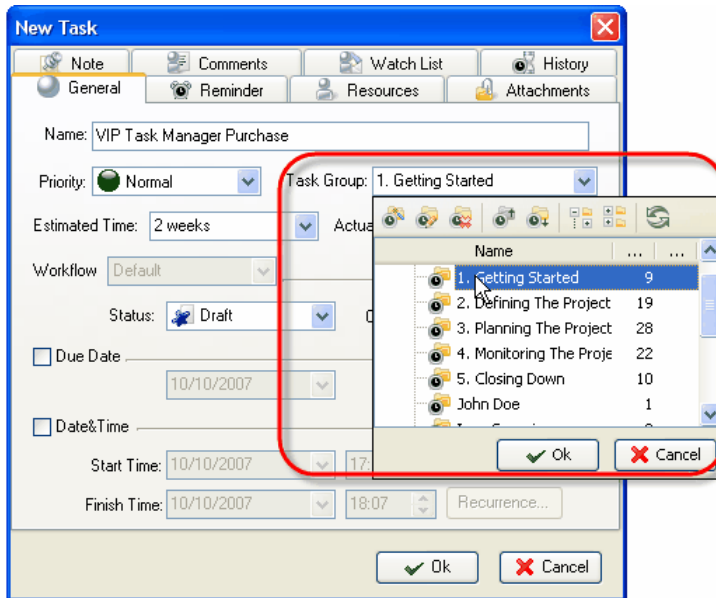 New Task
Note Comments Watch List History
General Reminder Resources Attachments
Name: VIP Task Manager Purchase
Priority: Normal Task Group: 1. Getting Started
Estimated Time: 2 weeks
Name ... ...
Workflow Default 1. Getting Started 9
2. Defining The Project 19
Status: Draft 3. Planning The Project 28
Due Date 4. Monitoring The Proje 22
10/10/2007 5. Closing Down 10
John Doe 1
Date&Time
Ok Cancel
Start Time: 10/10/2007 17:
Finish Time: 10/10/2007 18:07 Recurrence...
Ok Cancel